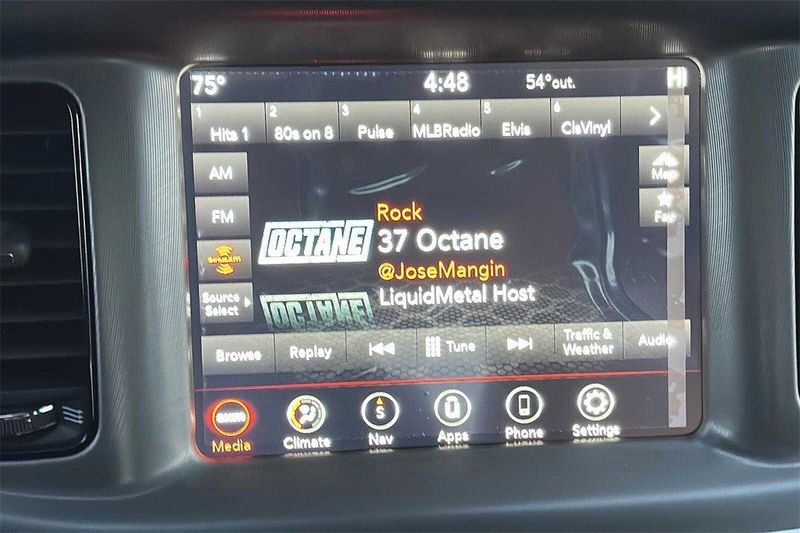 75° 4:48 54°out. HI
1 Hits 1 2 80s on 8 3 Pulse 4 MLBRadio 5 Elvis 6 ClsVinyl
AM
Map
FM
Fav
Rock
OCTANE 37 Octane
SiriusXM
@JoseMangin
Source Select
LiquidMetal Host
OCTANE
Browse Replay Tune Traffic & Weather Audio
SXM S
Media Climate Nav Apps Phone Settings